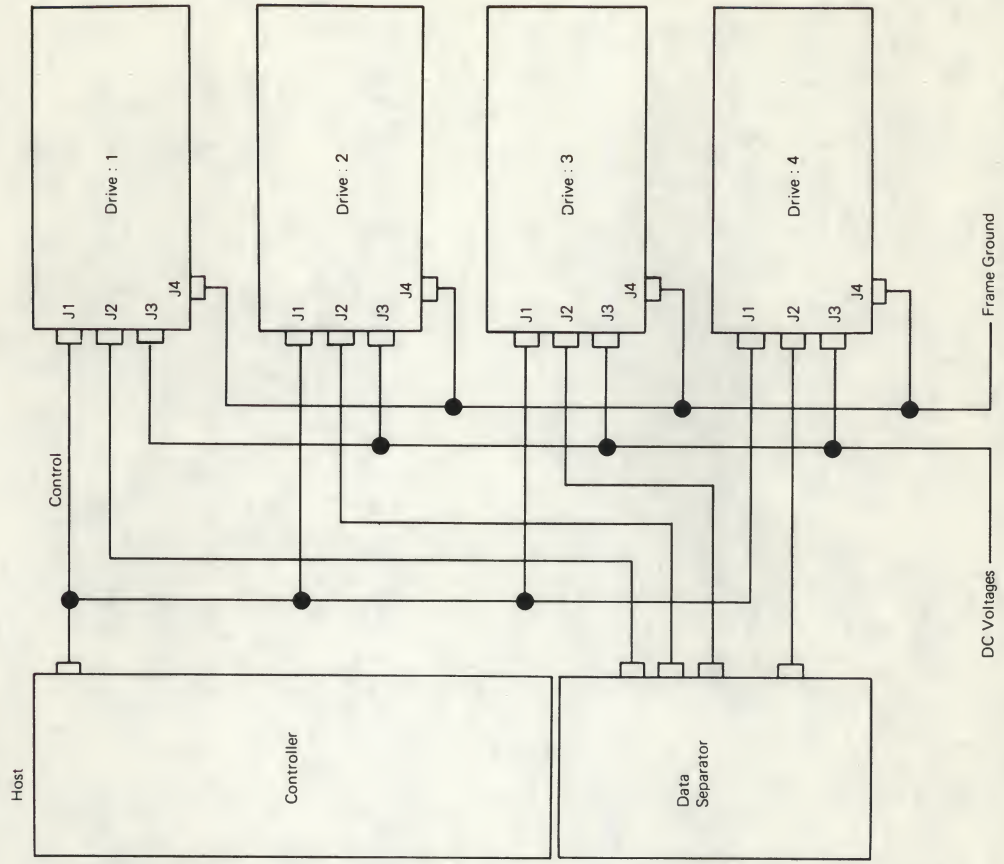 Host
Controller
Data
Separator
Control
Drive : 1
J1
J2
J3
J4
Drive : 2
J1
J2
J3
J4
Drive : 3
J1
J2
J3
J4
Drive : 4
J1
J2
J3
J4
Frame Ground
DC Voltages